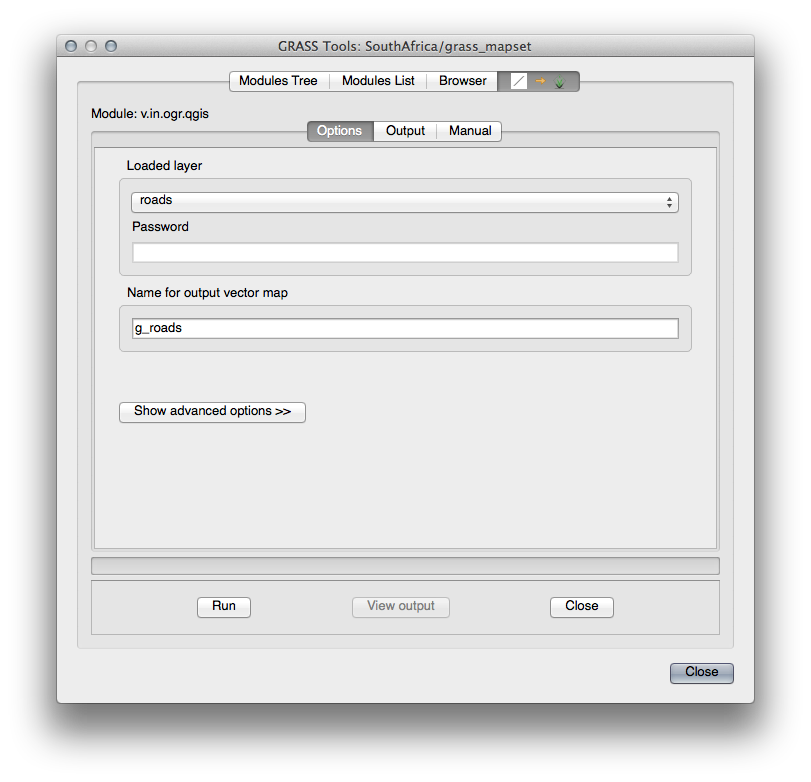 GRASS Tools: SouthAfrica/grass_mapset
Modules Tree Modules List Browser
Module: v.in.ogr.qgis
Options Output Manual
Loaded layer
roads
Password
Name for output vector map
g_roads
Show advanced options >>
Run View output Close
Close